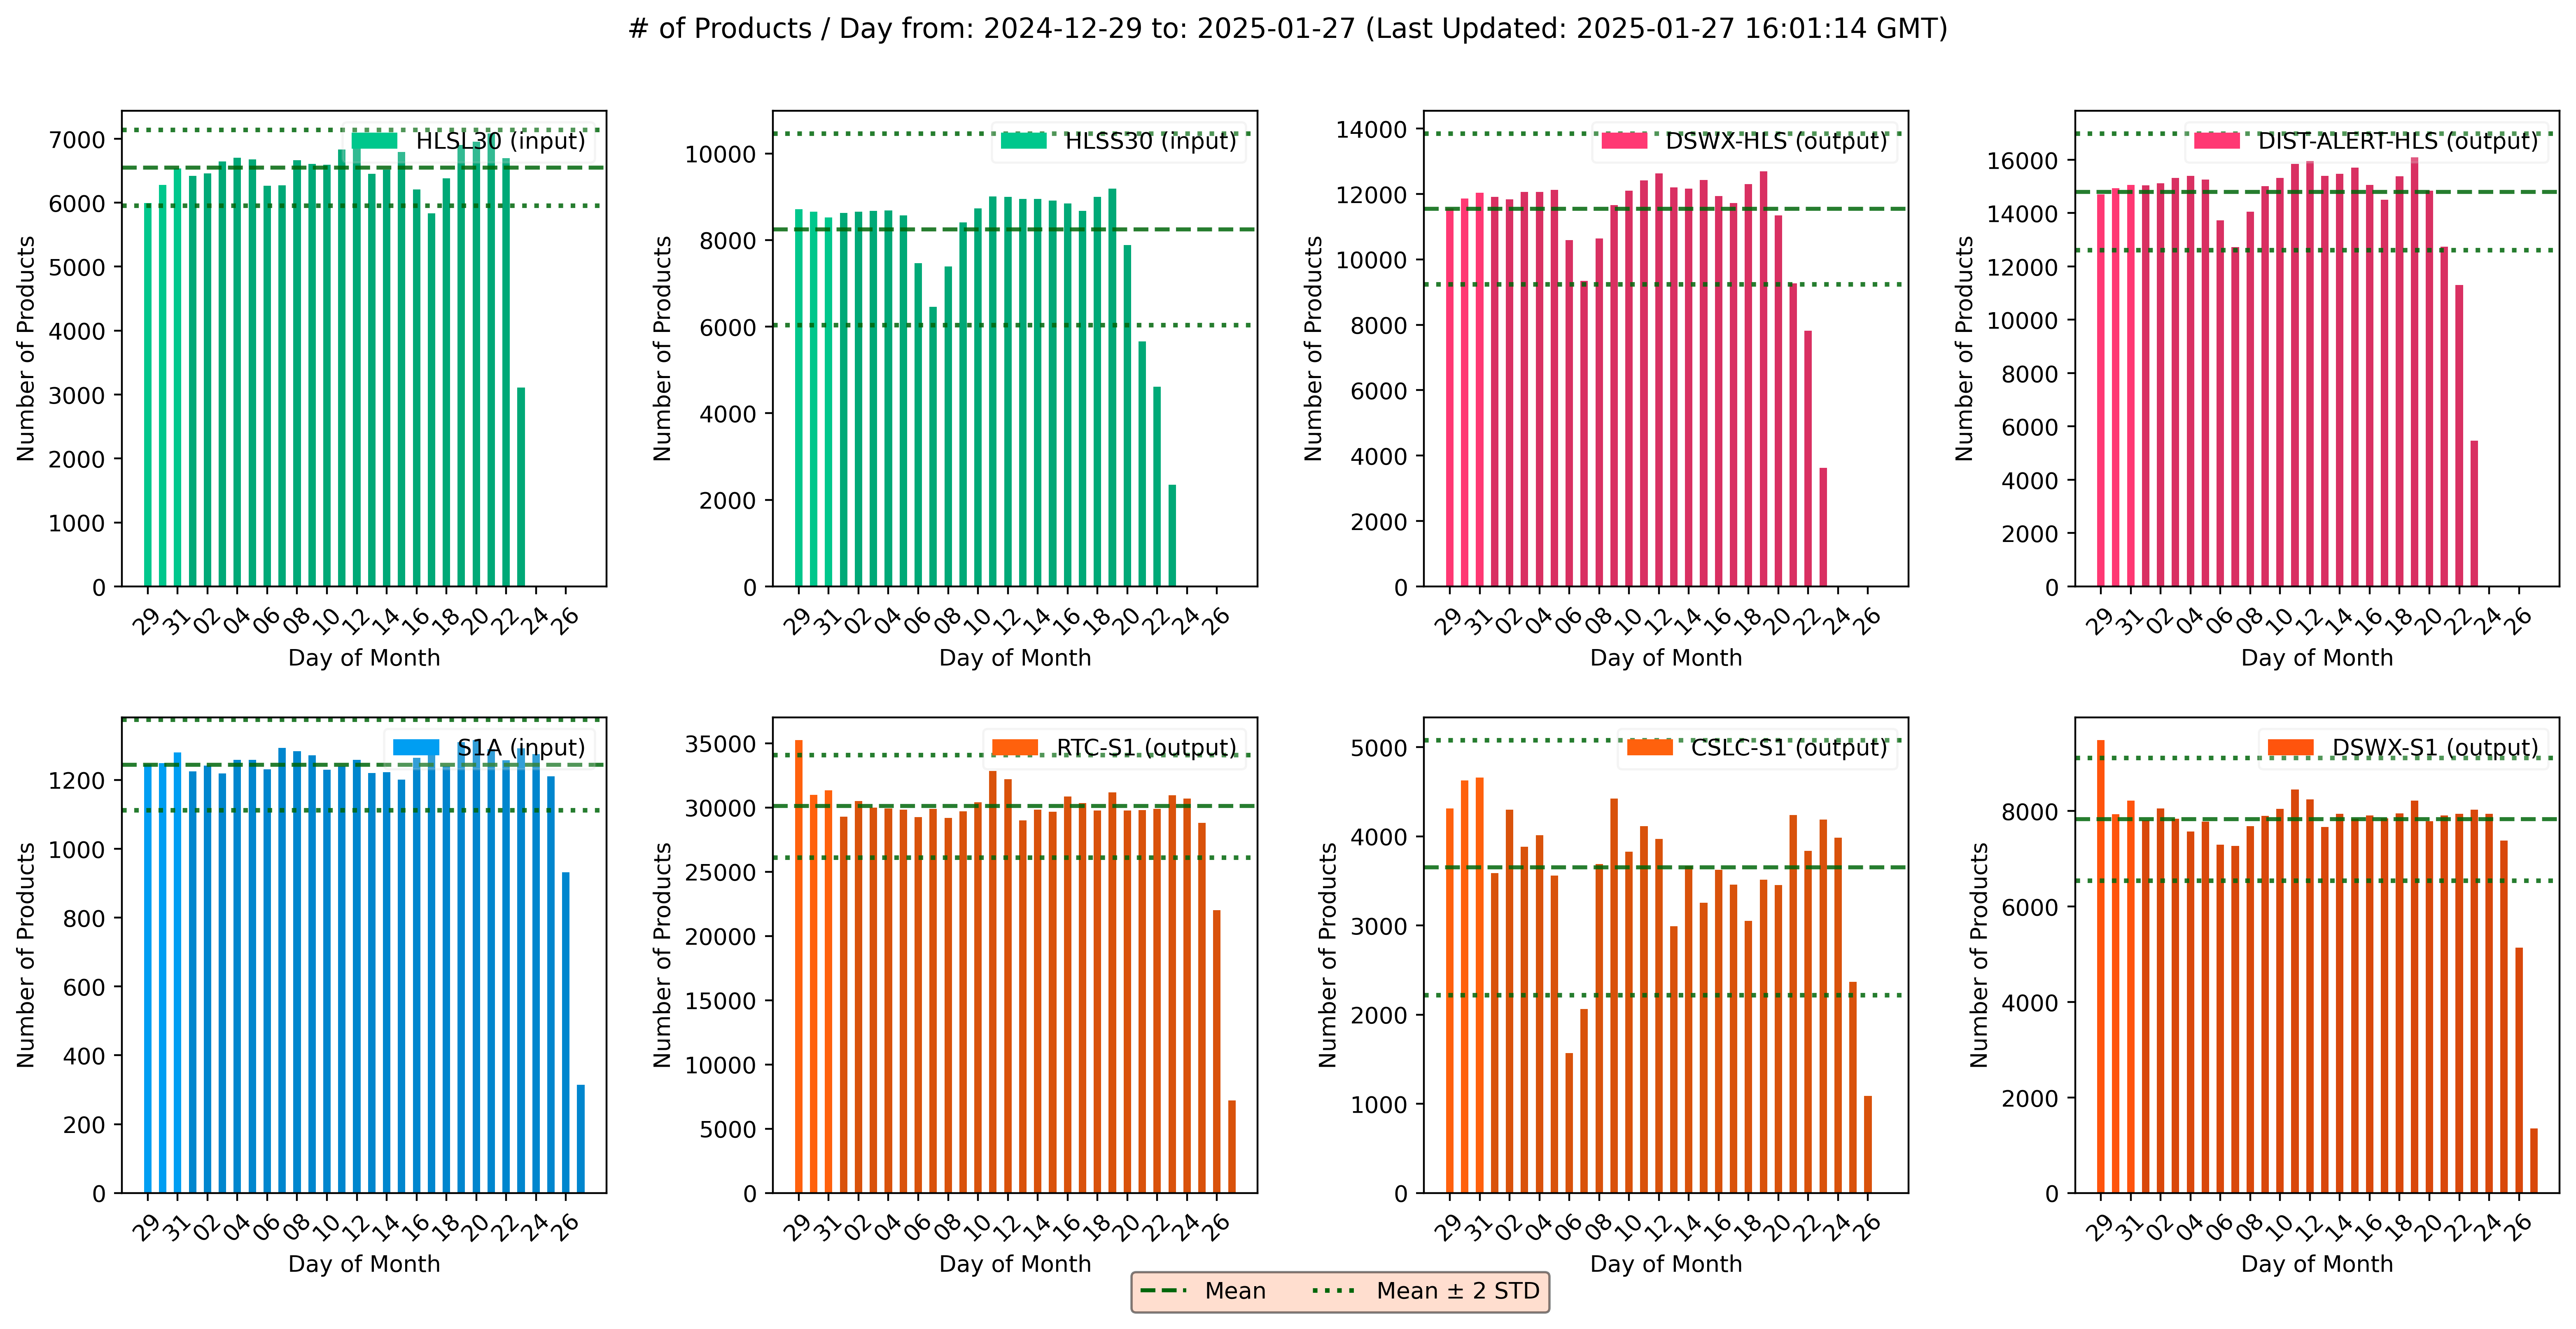 # of Products / Day from: 2024-12-29 to: 2025-01-27 (Last Updated: 2025-01-27 16:01:14 GMT)
HLSL30 (input)
Number of Products
7000
6000
5000
4000
3000
2000
1000
0
29 31 02 04 06 08 10 12 14 16 18 20 22 24 26
Day of Month
HLSS30 (input)
Number of Products
10000
8000
6000
4000
2000
0
29 31 02 04 06 08 10 12 14 16 18 20 22 24 26
Day of Month
DSWX-HLS (output)
Number of Products
14000
12000
10000
8000
6000
4000
2000
0
29 31 02 04 06 08 10 12 14 16 18 20 22 24 26
Day of Month
DIST-ALERT-HLS (output)
Number of Products
16000
14000
12000
10000
8000
6000
4000
2000
0
29 31 02 04 06 08 10 12 14 16 18 20 22 24 26
Day of Month
S1A (input)
Number of Products
1200
1000
800
600
400
200
0
29 31 02 04 06 08 10 12 14 16 18 20 22 24 26
Day of Month
RTC-S1 (output)
Number of Products
35000
30000
25000
20000
15000
10000
5000
0
29 31 02 04 06 08 10 12 14 16 18 20 22 24 26
Day of Month
CSLC-S1 (output)
Number of Products
5000
4000
3000
2000
1000
0
29 31 02 04 06 08 10 12 14 16 18 20 22 24 26
Day of Month
DSWX-S1 (output)
Number of Products
8000
6000
4000
2000
0
29 31 02 04 06 08 10 12 14 16 18 20 22 24 26
Day of Month
Mean Mean ± 2 STD